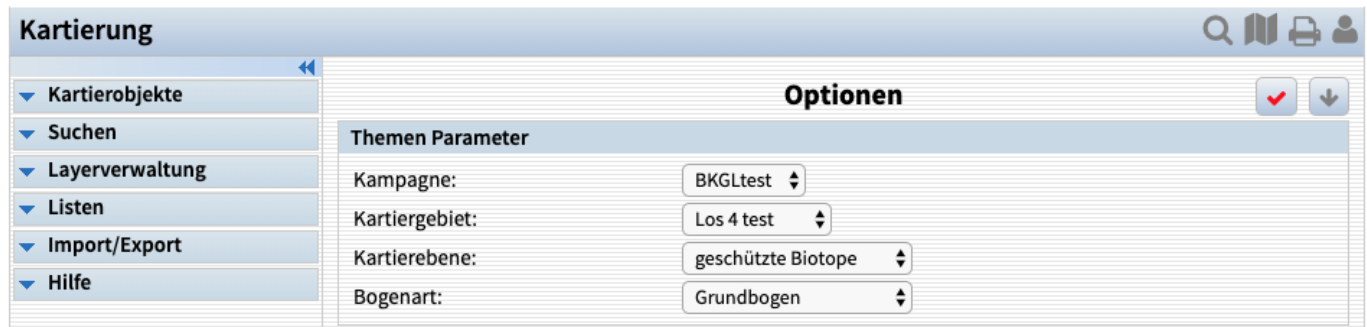 Kartierung
Kartierobjekte
Suchen
Layerverwaltung
Listen
Import/Export
Hilfe
Optionen
Themen Parameter
Kampagne: BKGLtest
Kartiergebiet: Los 4 test
Kartierebene: geschützte Biotope
Bogenart: Grundbogen